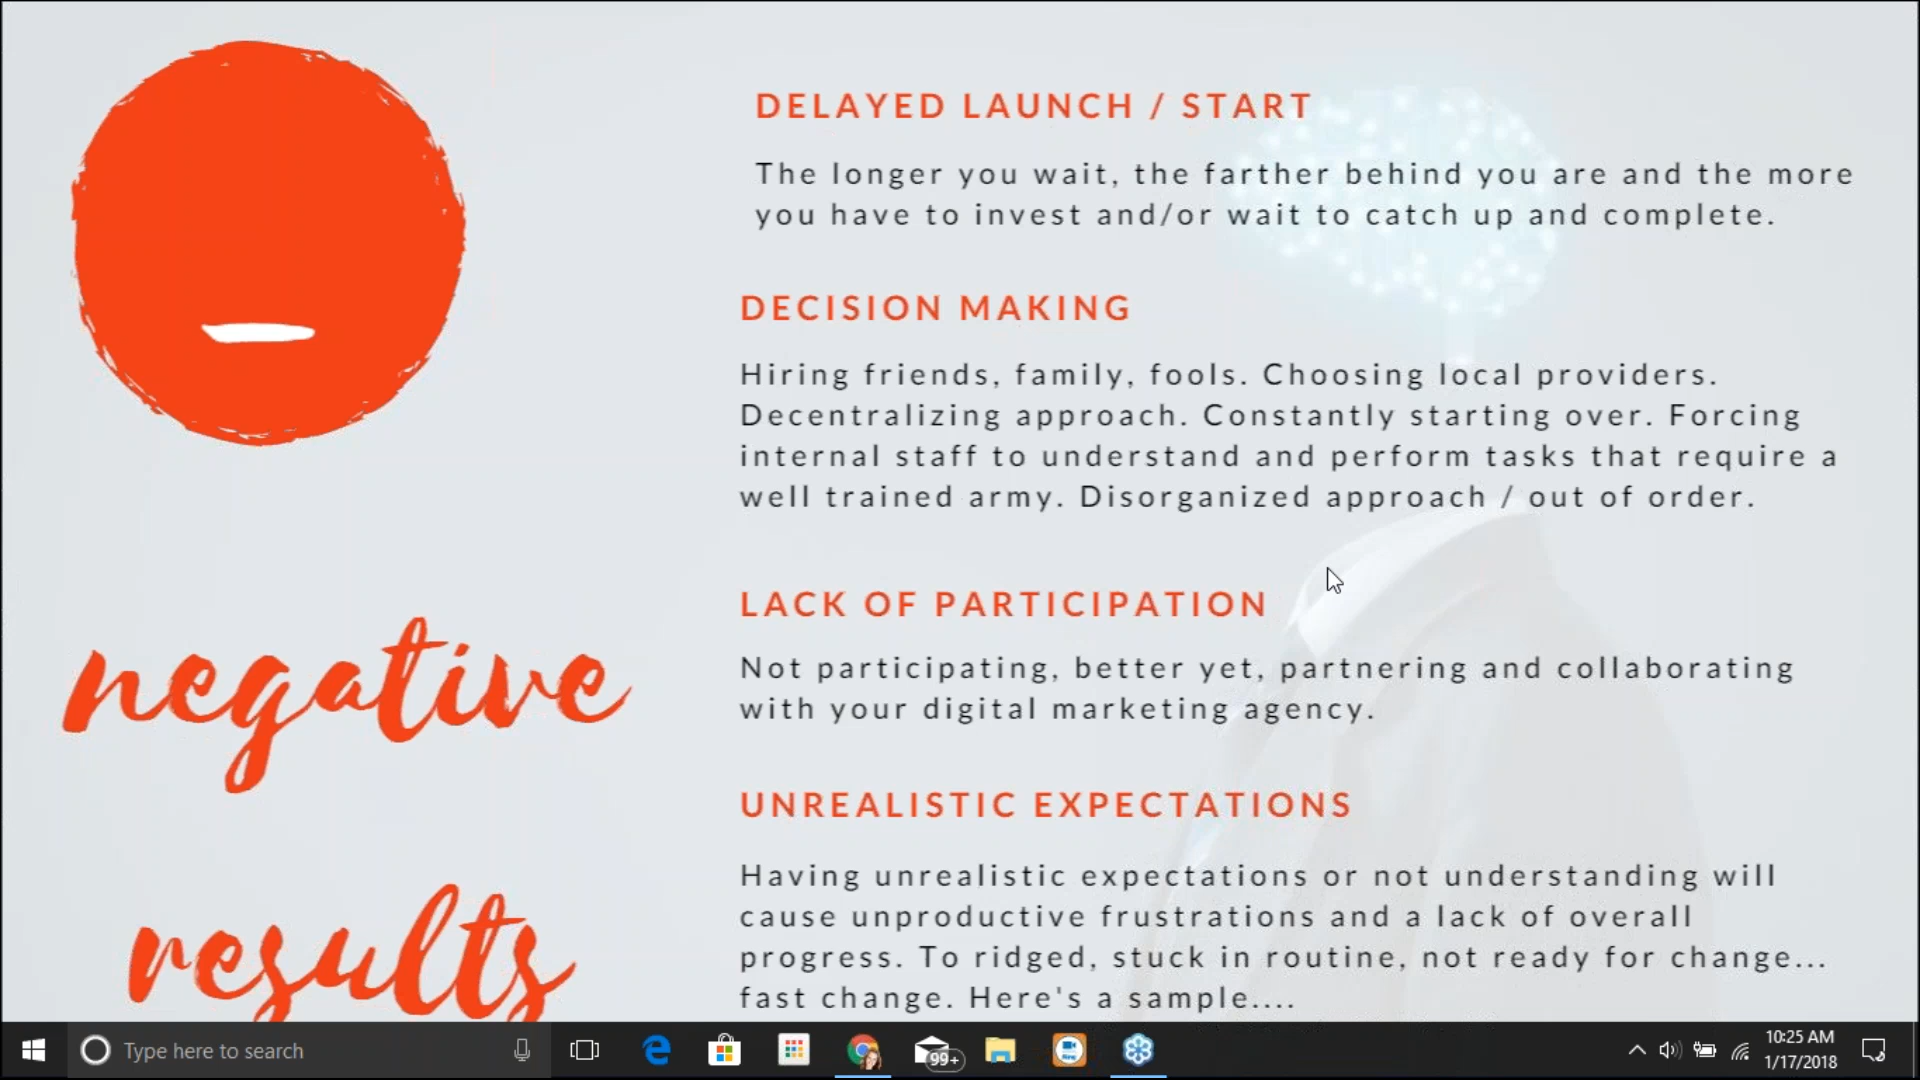 DELAYED LAUNCH / START
The longer you wait, the farther behind you are and the more
you have to invest and/or wait to catch up and complete.
DECISION MAKING
Hiring friends, family, fools. Choosing local providers.
Decentralizing approach. Constantly starting over. Forcing
internal staff to understand and perform tasks that require a
well trained army. Disorganized approach / out of order.
LACK OF PARTICIPATION
Not participating, better yet, partnering and collaborating
with your digital marketing agency.
UNREALISTIC EXPECTATIONS
Having unrealistic expectations or not understanding will
cause unproductive frustrations and a lack of overall
progress. To ridged, stuck in routine, not ready for change...
fast change. Here's a sample....
negative
results
Type here to search
99+
10:25 AM
1/17/2018